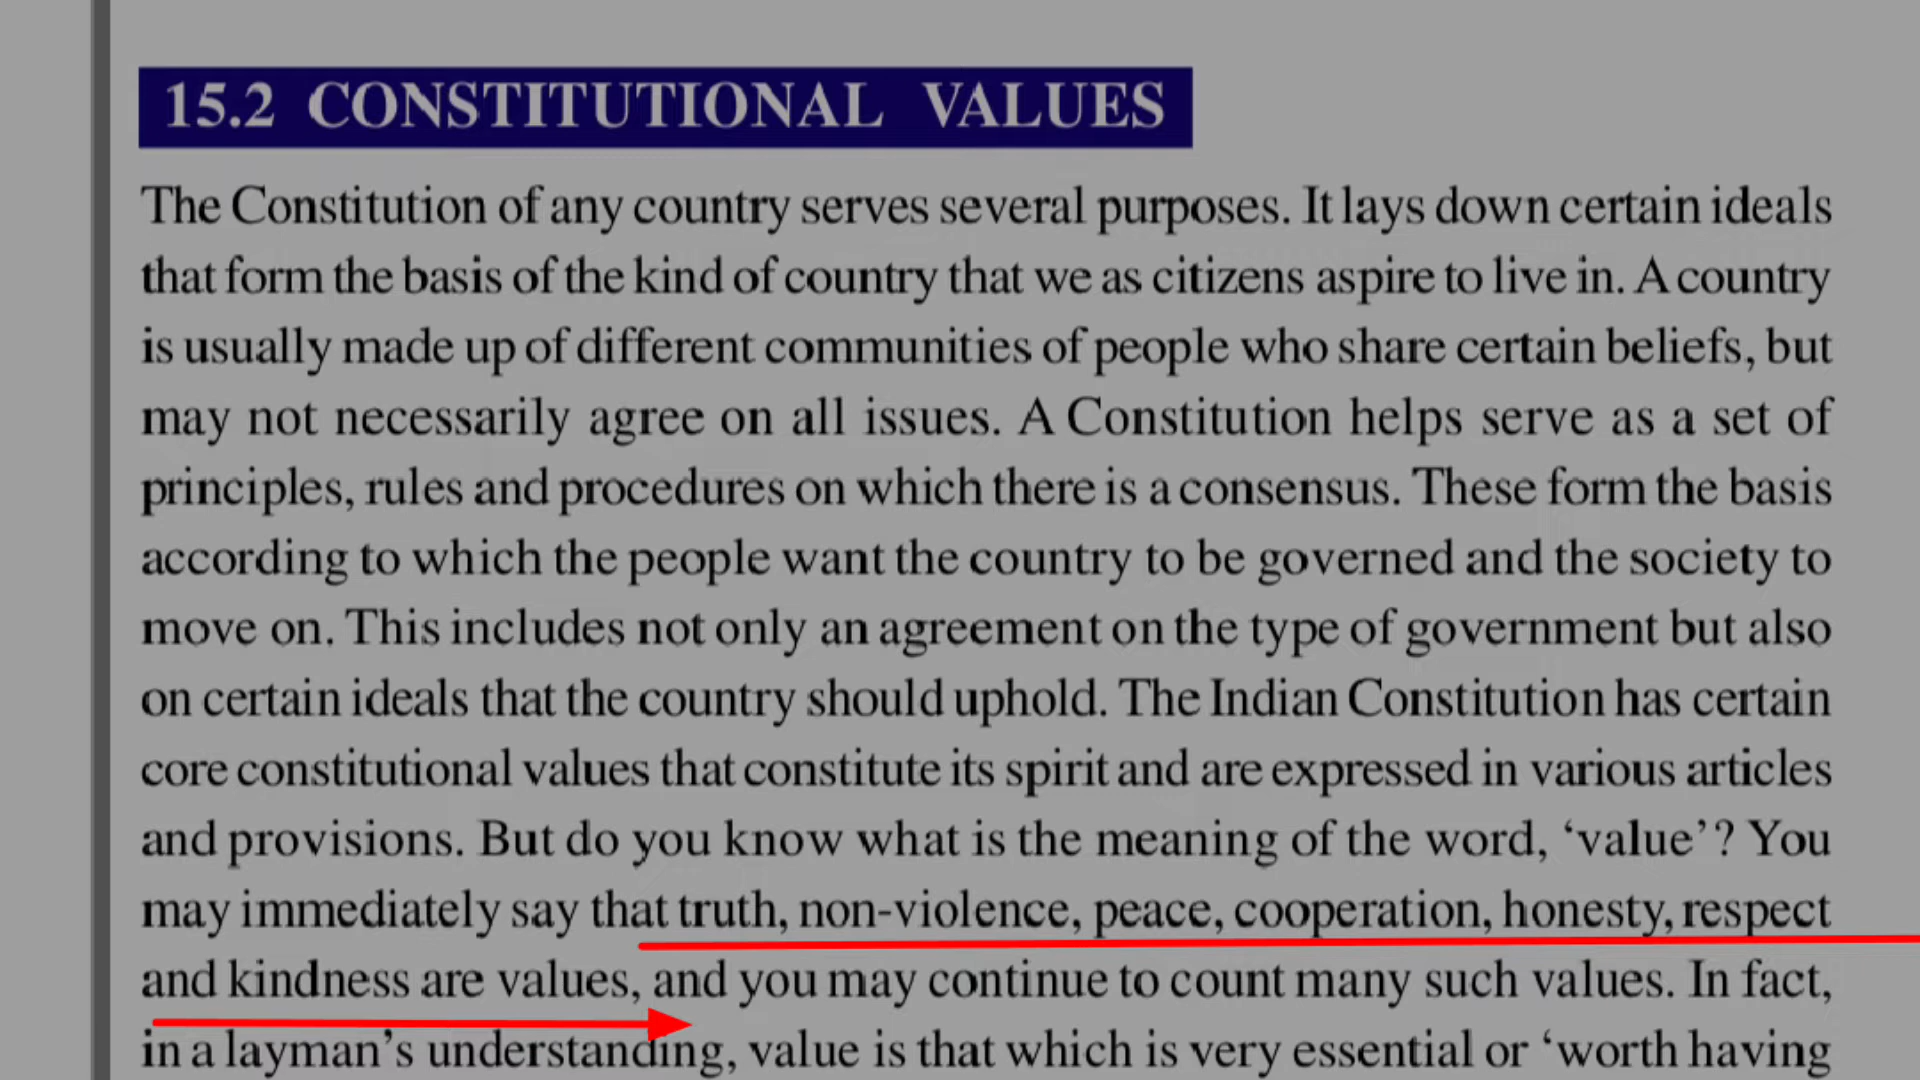 15.2 CONSTITUTIONAL VALUES
The Constitution of any country serves several purposes. It lays down certain ideals
that form the basis of the kind of country that we as citizens aspire to live in. A country
is usually made up of different communities of people who share certain beliefs, but
may not necessarily agree on all issues. A Constitution helps serve as a set of
principles, rules and procedures on which there is a consensus. These form the basis
according to which the people want the country to be governed and the society to
move on. This includes not only an agreement on the type of government but also
on certain ideals that the country should uphold. The Indian Constitution has certain
core constitutional values that constitute its spirit and are expressed in various articles
and provisions. But do you know what is the meaning of the word, ‘value’? You
may immediately say that truth, non-violence, peace, cooperation, honesty, respect
and kindness are values, and you may continue to count many such values. In fact,
in a layman’s understanding, value is that which is very essential or ‘worth having